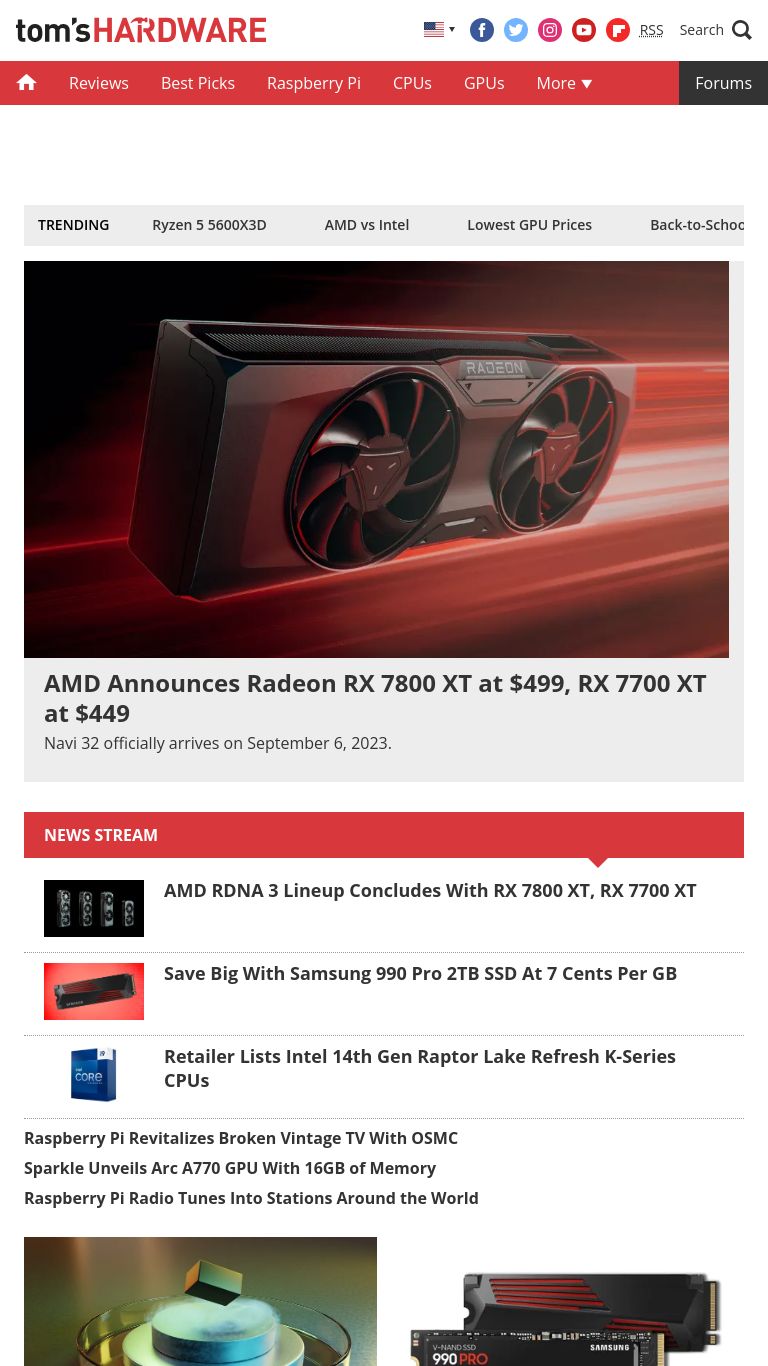 tom'sHARDWARE
RSS Search
Reviews Best Picks Raspberry Pi CPUs GPUs More Forums
TRENDING Ryzen 5 5600X3D AMD vs Intel Lowest GPU Prices Back-to-Schoo
RADEON
AMD Announces Radeon RX 7800 XT at $499, RX 7700 XT
at $449
Navi 32 officially arrives on September 6, 2023.
NEWS STREAM
AMD RDNA 3 Lineup Concludes With RX 7800 XT, RX 7700 XT
SAMSUNG
Save Big With Samsung 990 Pro 2TB SSD At 7 Cents Per GB
intel
CORE
i9
Retailer Lists Intel 14th Gen Raptor Lake Refresh K-Series
CPUs
Raspberry Pi Revitalizes Broken Vintage TV With OSMC
Sparkle Unveils Arc A770 GPU With 16GB of Memory
Raspberry Pi Radio Tunes Into Stations Around the World
V-NAND SSD
990 PRO
SAMSUNG